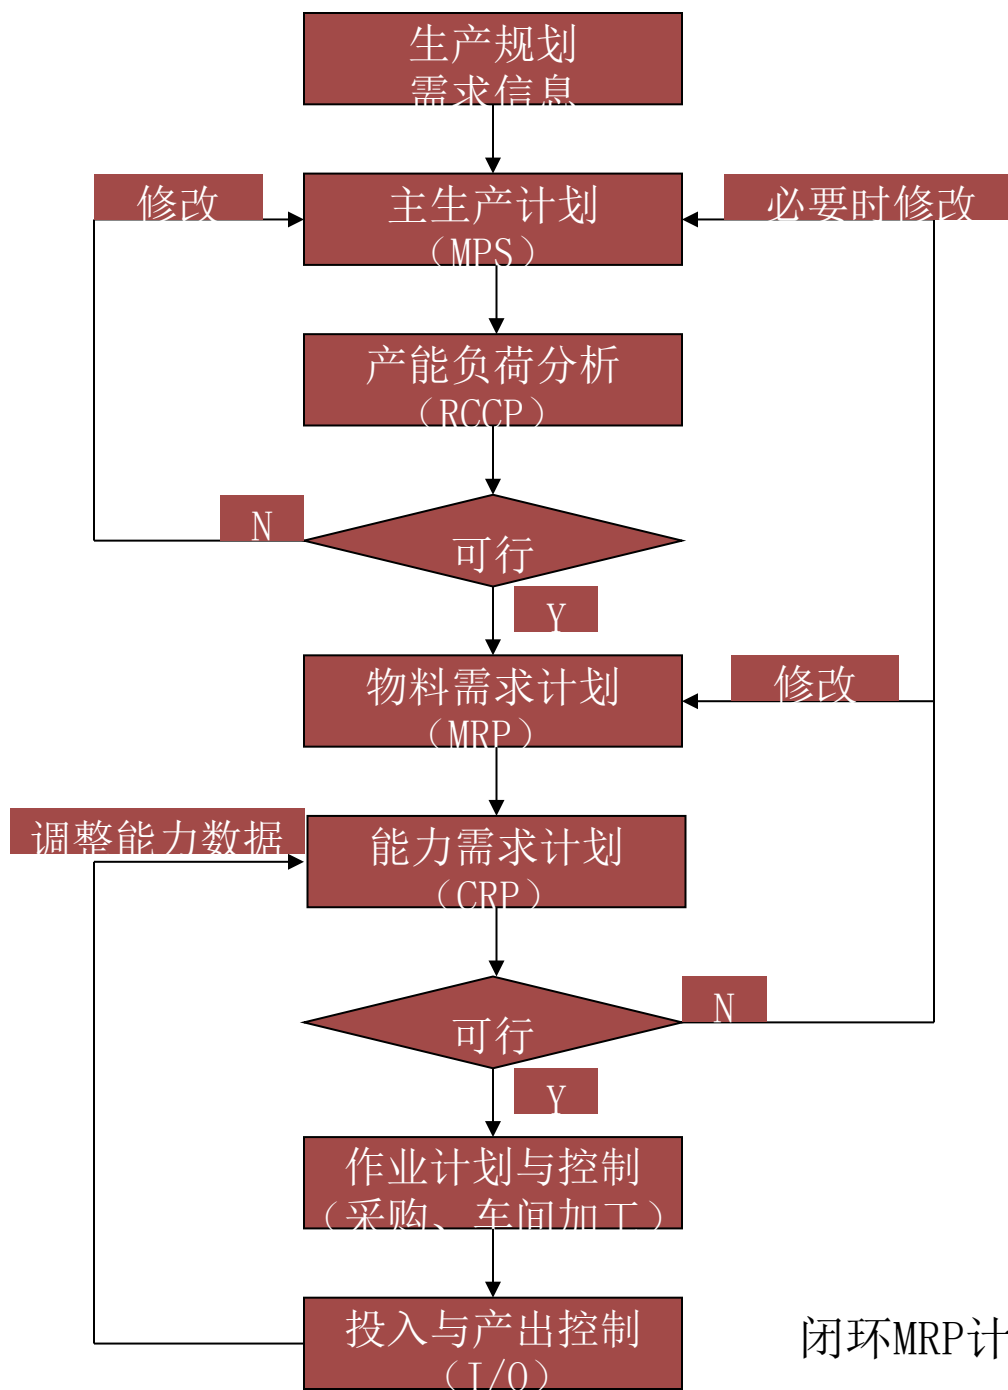 生产规划
需求信息
修改
主生产计划
（MPS）
必要时修改
产能负荷分析
（RCCP）
N
可行
Y
物料需求计划
（MRP）
修改
调整能力数据
能力需求计划
（CRP）
可行
N
Y
作业计划与控制
（采购、车间加工）
投入与产出控制
（I/O）
闭环MRP计